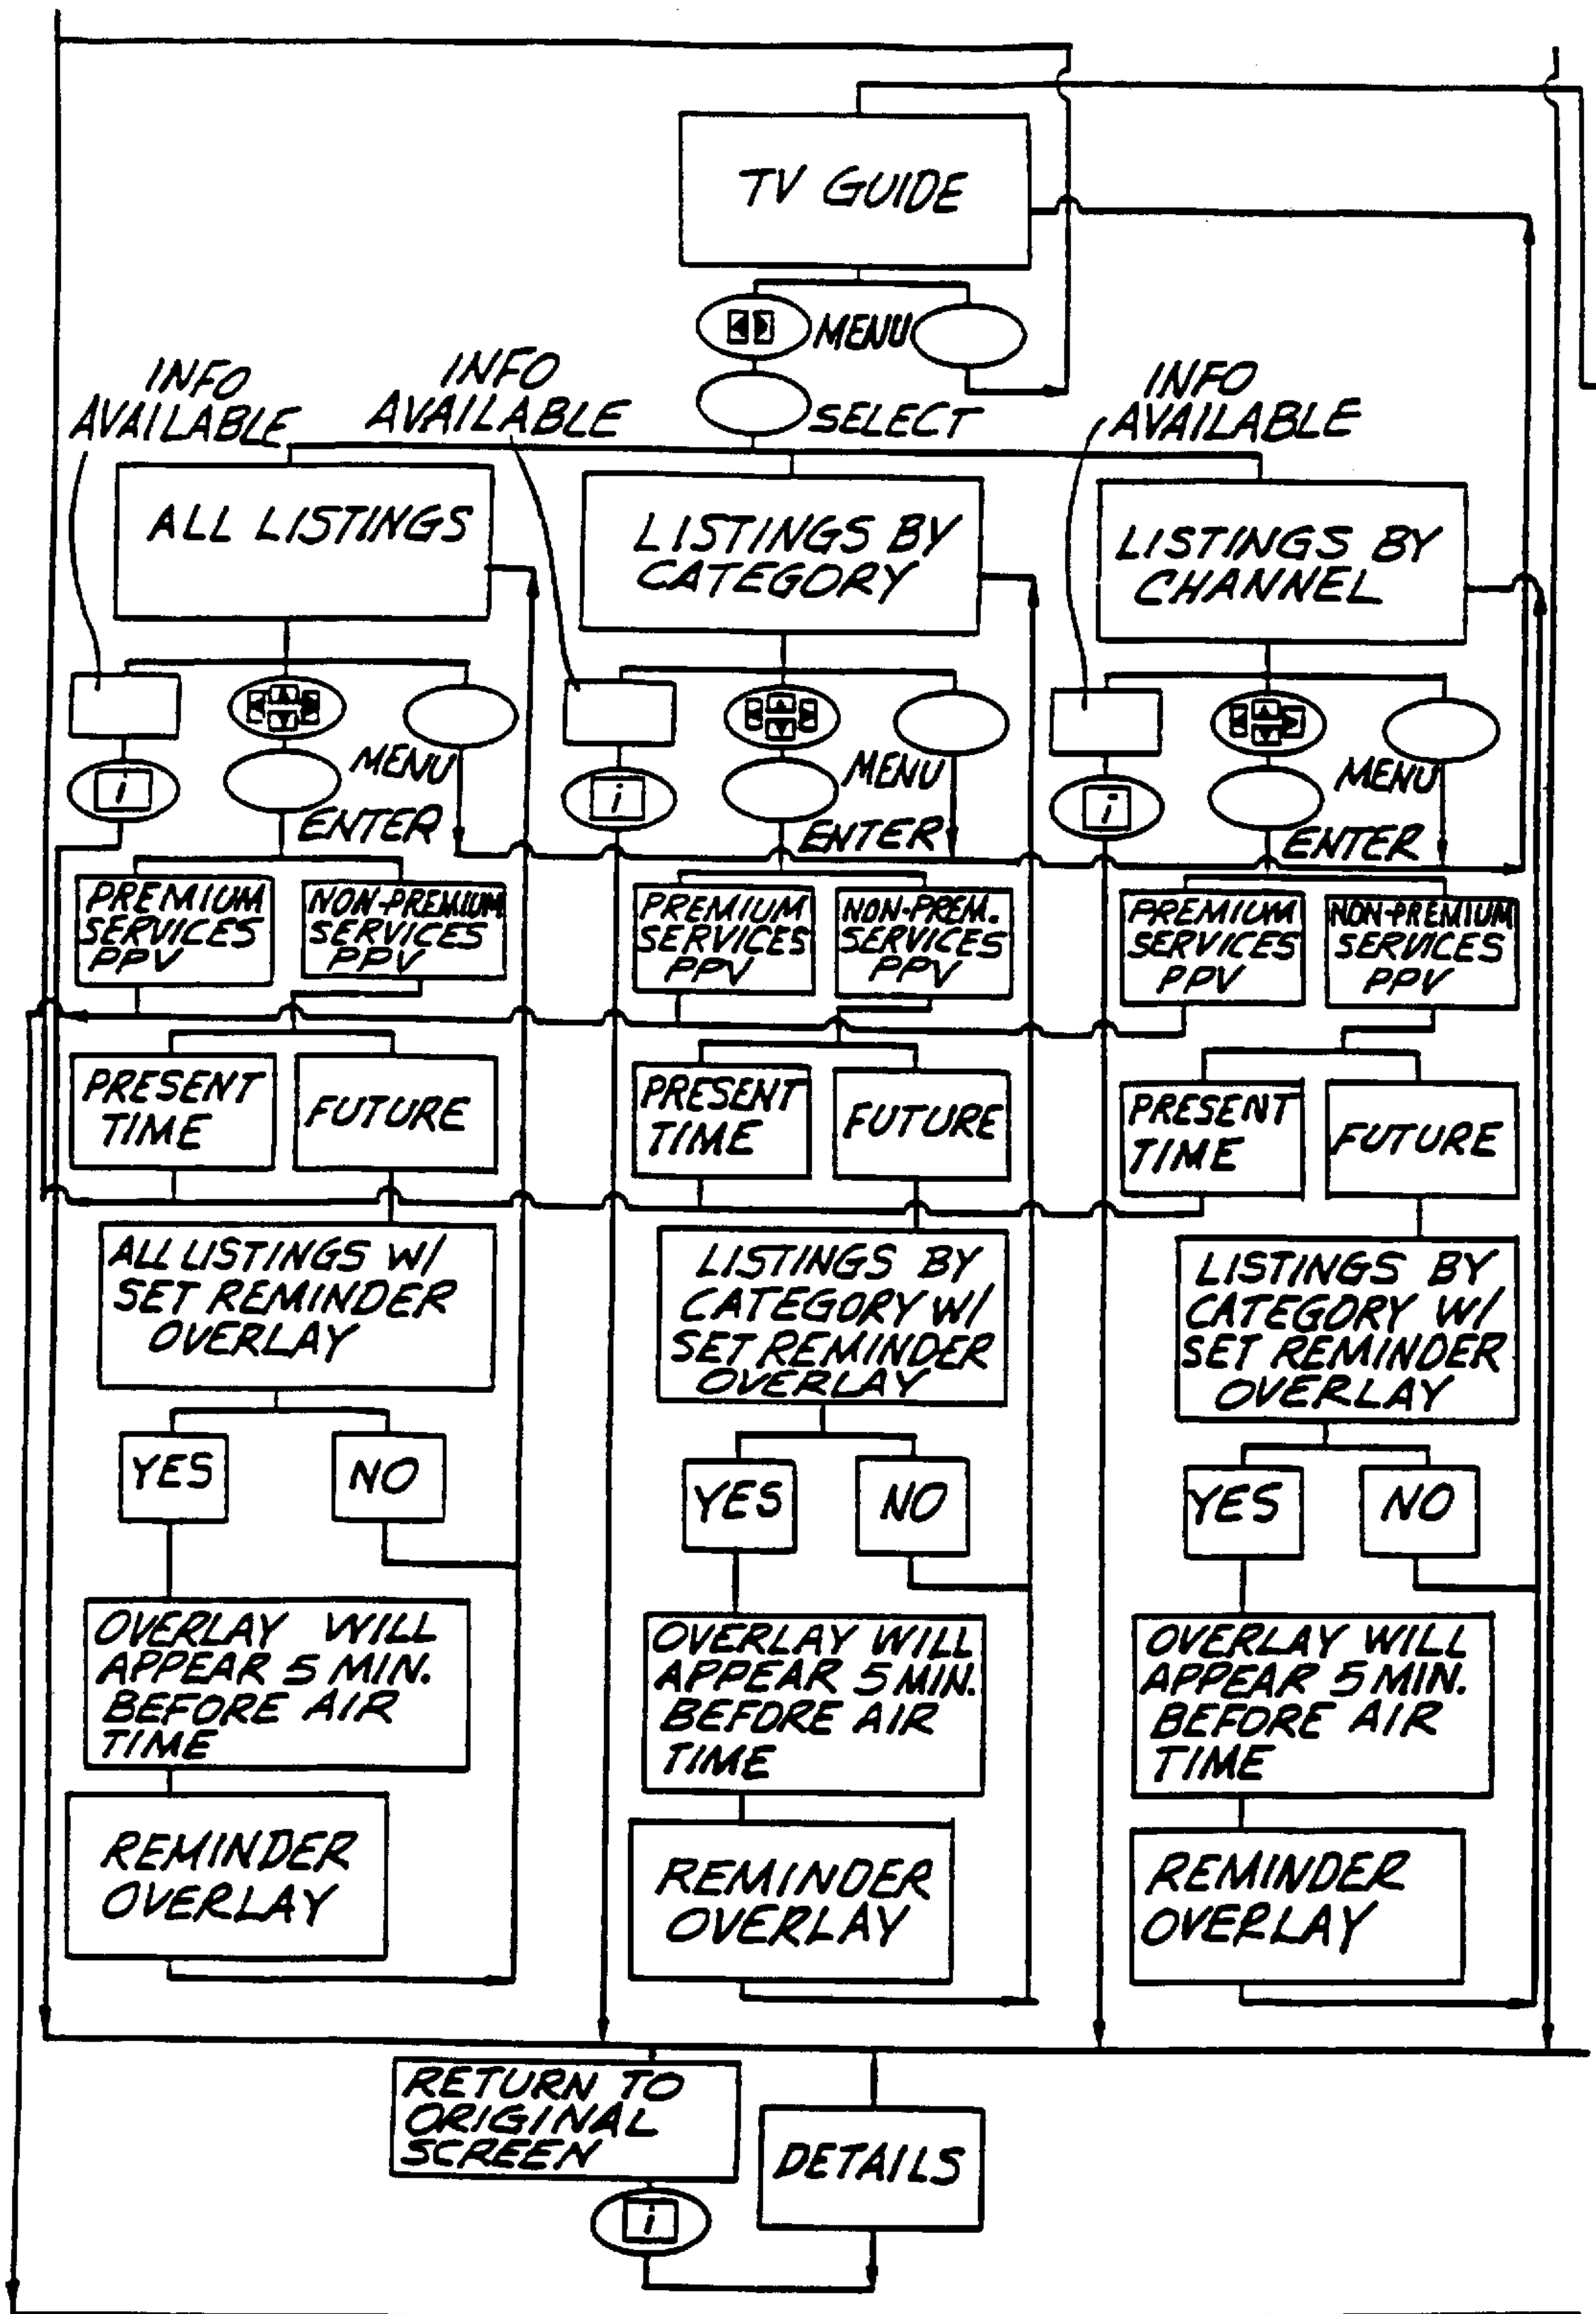 TV GUIDE
MENU
SELECT
INFO
AVAILABLE
INFO
AVAILABLE
INFO
AVAILABLE
ALL LISTINGS
LISTINGS BY
CATEGORY
LISTINGS BY
CHANNEL
i
MENU
ENTER
i
MENU
ENTER
i
MENU
ENTER
PREMIUM
SERVICES
PPV
NON-PREMIUM
SERVICES
PPV
PREMIUM
SERVICES
PPV
NON-PREM.
SERVICES
PPV
PREMIUM
SERVICES
PPV
NON-PREMIUM
SERVICES
PPV
PRESENT
TIME
FUTURE
PRESENT
TIME
FUTURE
PRESENT
TIME
FUTURE
ALL LISTINGS W/
SET REMINDER
OVERLAY
LISTINGS BY
CATEGORY W/
SET REMINDER
OVERLAY
LISTINGS BY
CATEGORY W/
SET REMINDER
OVERLAY
YES
NO
YES
NO
YES
NO
OVERLAY WILL
APPEAR 5 MIN.
BEFORE AIR
TIME
OVERLAY WILL
APPEAR 5 MIN.
BEFORE AIR
TIME
OVERLAY WILL
APPEAR 5 MIN.
BEFORE AIR
TIME
REMINDER
OVERLAY
REMINDER
OVERLAY
REMINDER
OVERLAY
RETURN TO
ORIGINAL
SCREEN
DETAILS
i